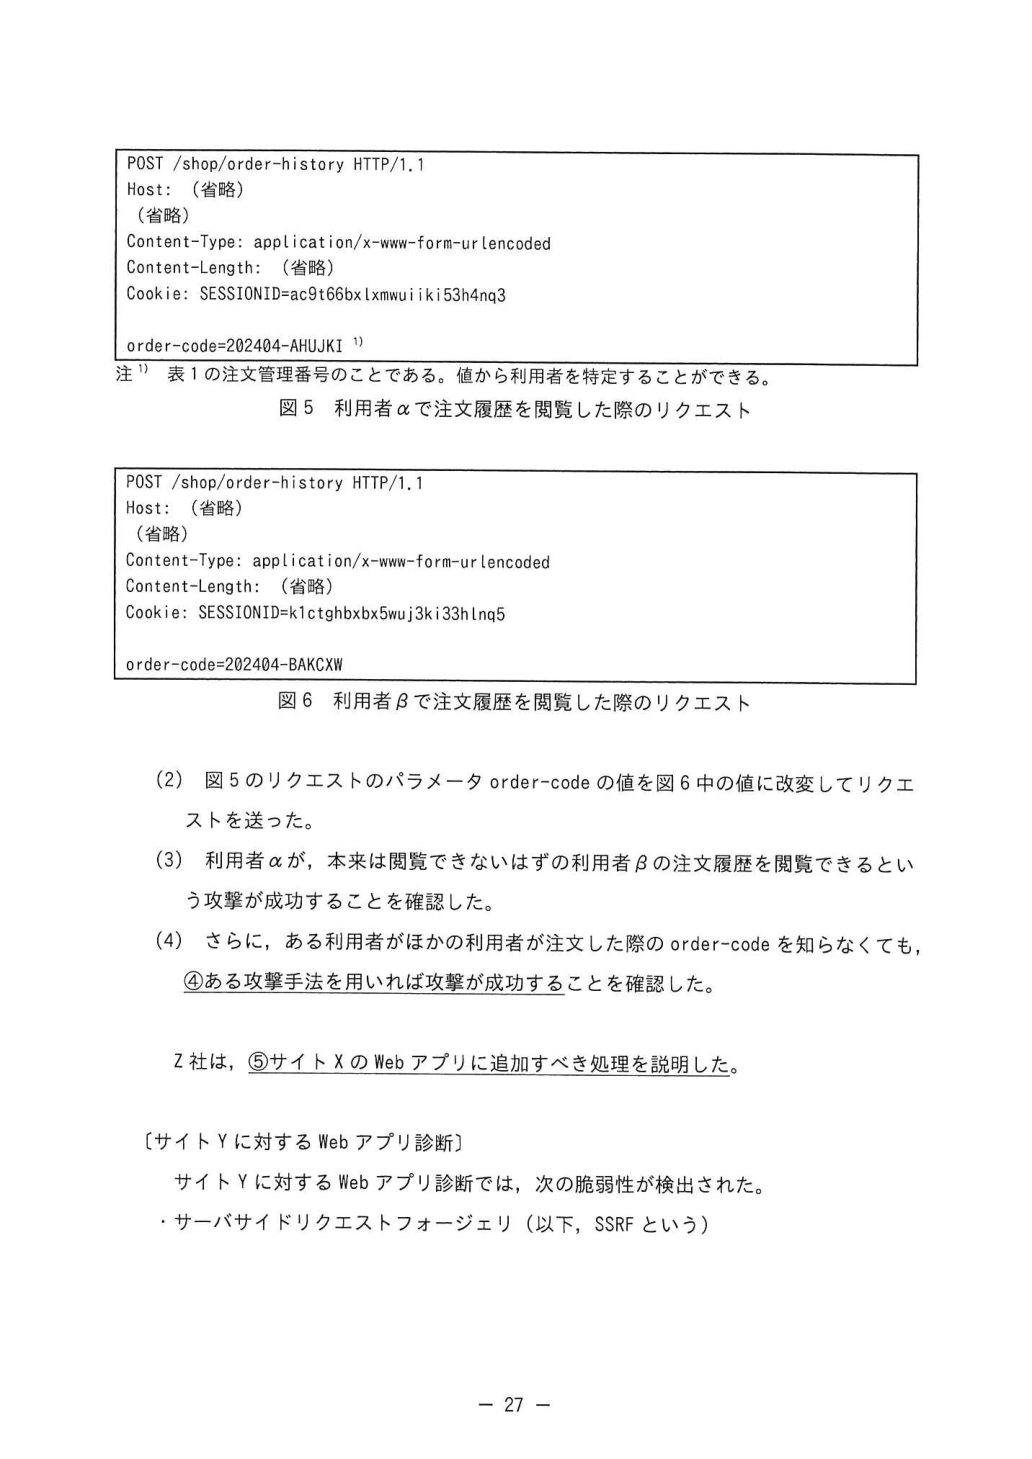 POST /shop/order-history HTTP/1.1
Host: （省略）
（省略）
Content-Type: application/x-www-form-urlencoded
Content-Length: （省略）
Cookie: SESSIONID=ac9t66bxlxmwuiiki53h4nq3
order-code=202404-AHUJKI 1)
注 1) 表１の注文管理番号のことである。値から利用者を特定することができる。
図５ 利用者αで注文履歴を閲覧した際のリクエスト
POST /shop/order-history HTTP/1.1
Host: （省略）
（省略）
Content-Type: application/x-www-form-urlencoded
Content-Length: （省略）
Cookie: SESSIONID=k1ctghbxbx5wuj3ki33hlnq5
order-code=202404-BAKCXW
図６ 利用者βで注文履歴を閲覧した際のリクエスト
(2) 図５のリクエストのパラメータ order-code の値を図６中の値に改変してリクエ
ストを送った。
(3) 利用者αが，本来は閲覧できないはずの利用者βの注文履歴を閲覧できるとい
う攻撃が成功することを確認した。
(4) さらに，ある利用者がほかの利用者が注文した際の order-code を知らなくても，
④ある攻撃手法を用いれば攻撃が成功することを確認した。
Z 社は，⑤サイト X の Web アプリに追加すべき処理を説明した。
〔サイト Y に対する Web アプリ診断〕
サイト Y に対する Web アプリ診断では，次の脆弱性が検出された。
・サーバサイドリクエストフォージェリ（以下，SSRF という）
－ 27 －